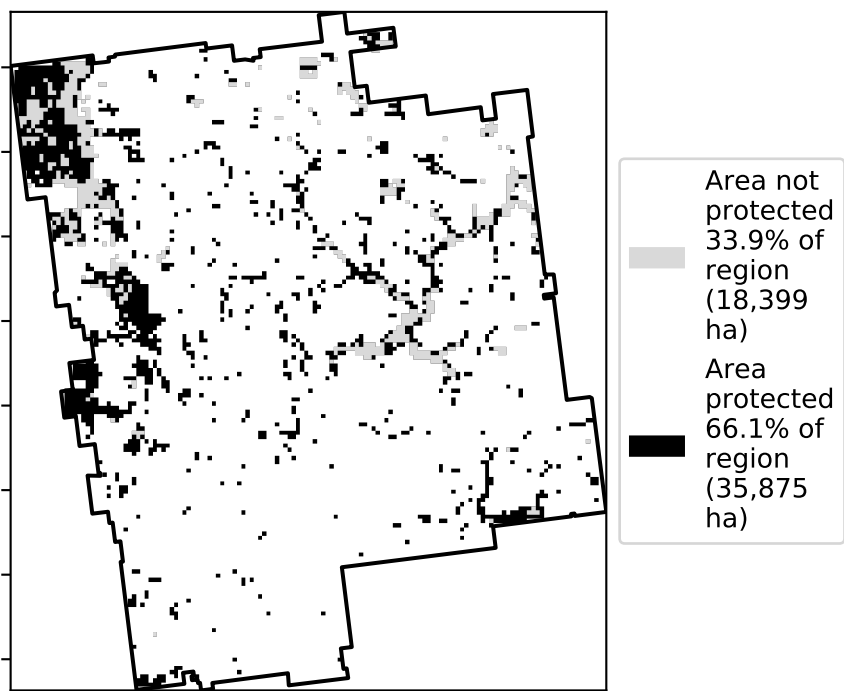 Area not
protected
33.9% of
region
(18,399
ha)
Area
protected
66.1% of
region
(35,875
ha)